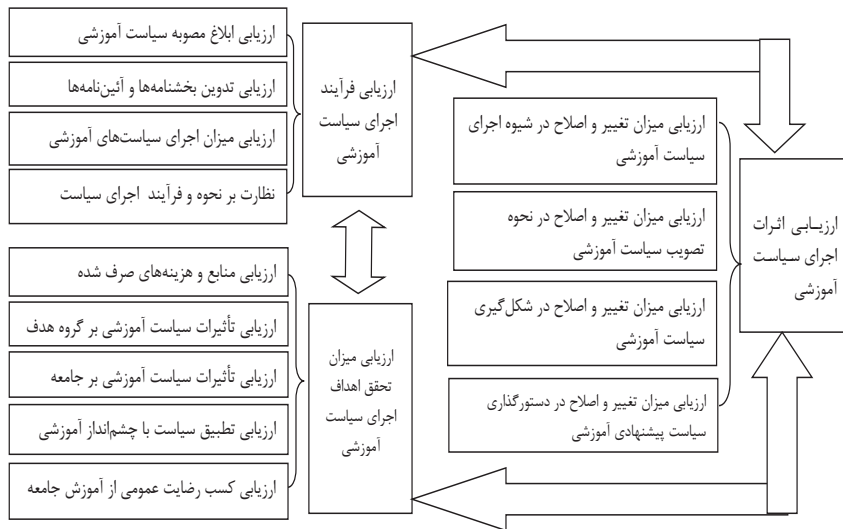 ارزیابی اثرات
اجرای سیاست
آموزشی
ارزیابی میزان تغییر و اصلاح در شیوه اجرای
سیاست آموزشی
ارزیابی میزان تغییر و اصلاح در نحوه
تصویب سیاست آموزشی
ارزیابی میزان تغییر و اصلاح در شکل‌گیری
سیاست آموزشی
ارزیابی میزان تغییر و اصلاح در دستورگذاری
سیاست پیشنهادی آموزشی
ارزیابی فرآیند
اجرای سیاست
آموزشی
ارزیابی ابلاغ مصوبه سیاست آموزشی
ارزیابی تدوین بخشنامه‌ها و آئین‌نامه‌ها
ارزیابی میزان اجرای سیاست‌های آموزشی
نظارت بر نحوه و فرآیند اجرای سیاست
ارزیابی میزان
تحقق اهداف
اجرای سیاست
آموزشی
ارزیابی منابع و هزینه‌های صرف شده
ارزیابی تأثیرات سیاست آموزشی بر گروه هدف
ارزیابی تأثیرات سیاست آموزشی بر جامعه
ارزیابی تطبیق سیاست با چشم‌انداز آموزشی
ارزیابی کسب رضایت عمومی از آموزش جامعه